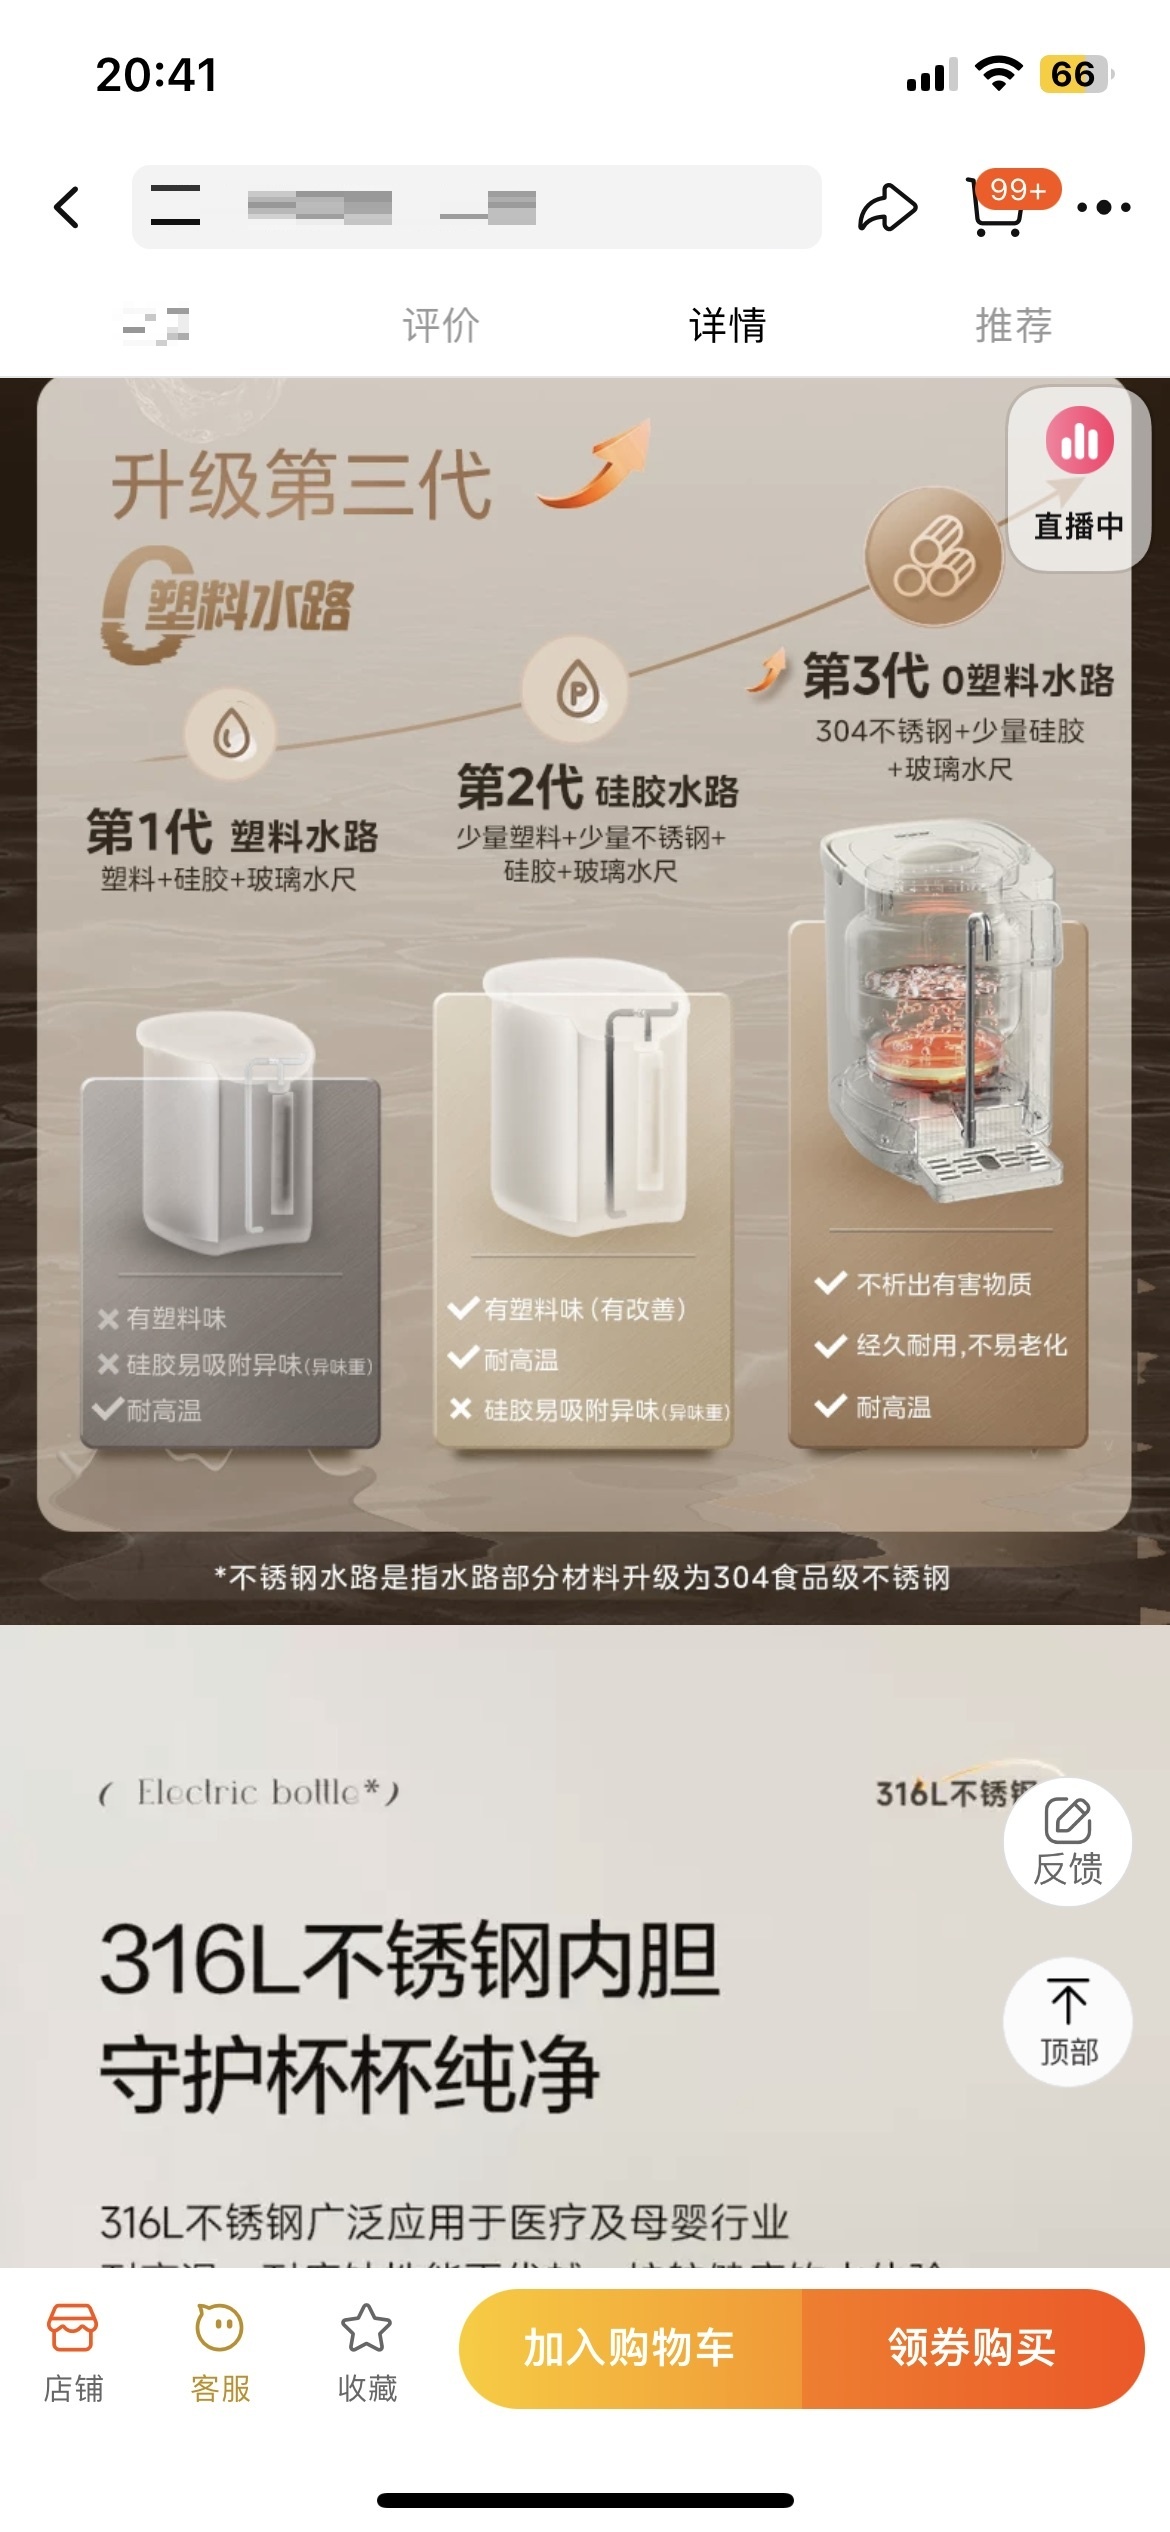 20:41
66
99+
评价
详情
推荐
升级第三代
0塑料水路
直播中
第3代 0塑料水路
304不锈钢+少量硅胶
+玻璃水尺
第2代 硅胶水路
少量塑料+少量不锈钢+
硅胶+玻璃水尺
第1代 塑料水路
塑料+硅胶+玻璃水尺
有塑料味
硅胶易吸附异味(异味重)
耐高温
有塑料味(有改善)
耐高温
硅胶易吸附异味(异味重)
不析出有害物质
经久耐用,不易老化
耐高温
*不锈钢水路是指水路部分材料升级为304食品级不锈钢
( Electric bottle*)
316L不锈钢
反馈
316L不锈钢内胆
守护杯杯纯净
顶部
316L不锈钢广泛应用于医疗及母婴行业
店铺
客服
收藏
加入购物车
领券购买